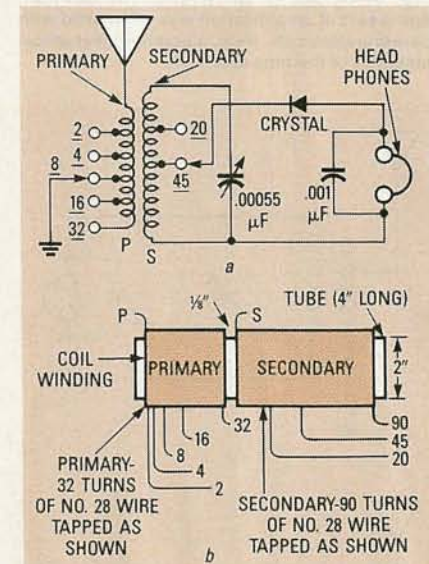 PRIMARY
SECONDARY
HEAD
PHONES
2
4
8
16
32
20
45
CRYSTAL
.00055
μF
.001
μF
P
S
a
P
1/8"
S
TUBE (4" LONG)
COIL
WINDING
PRIMARY
SECONDARY
2"
32
16
8
4
2
90
45
20
PRIMARY-
32 TURNS
OF NO. 28 WIRE
TAPPED AS
SHOWN
SECONDARY-90 TURNS
OF NO. 28 WIRE
TAPPED AS SHOWN
b